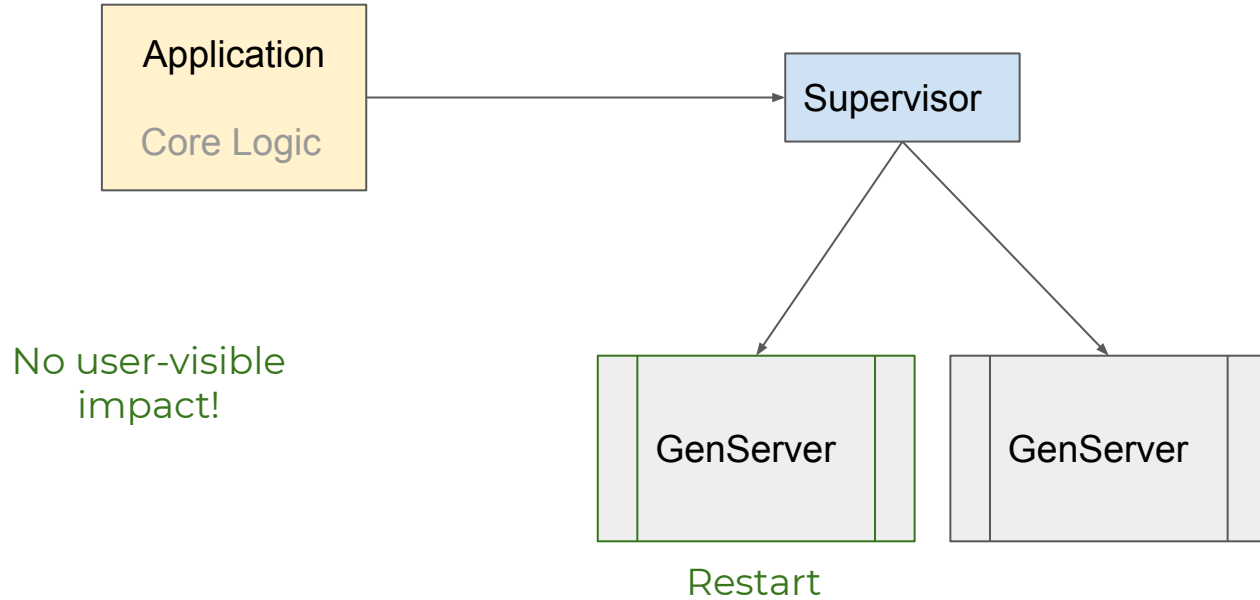 Application
Core Logic
Supervisor
No user-visible
impact!
GenServer
GenServer
Restart